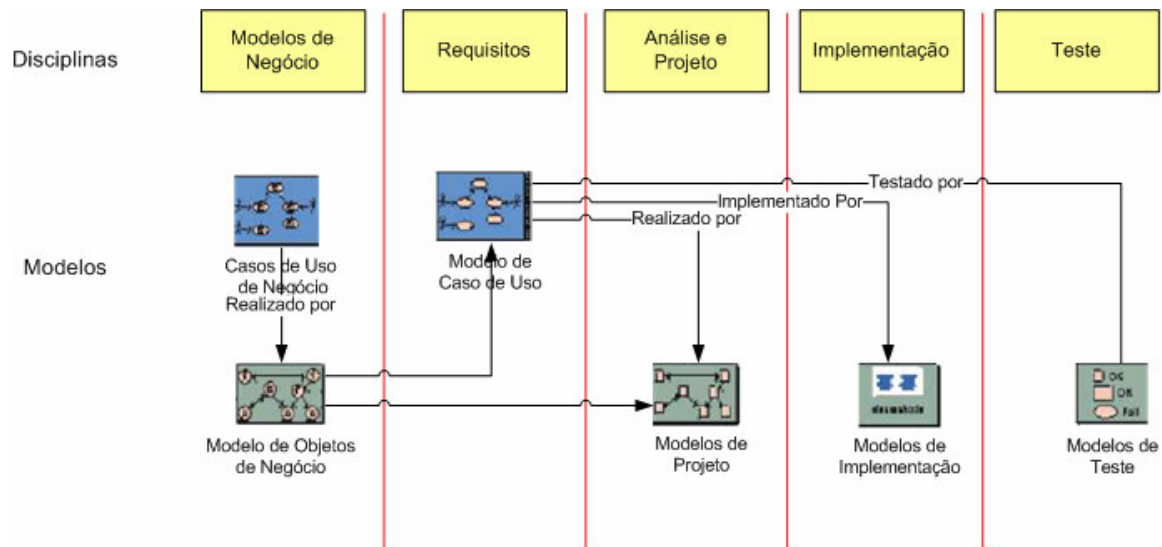 Disciplinas
Modelos de
Negócio
Requisitos
Análise e
Projeto
Implementação
Teste
Modelos
Casos de Uso
de Negócio
Realizado por
Modelo de
Caso de Uso
Testado por
Implementado Por
Realizado por
Modelo de Objetos
de Negócio
Modelos de
Projeto
Modelos de
Implementação
OK
OK
Fail
Modelos de
Teste